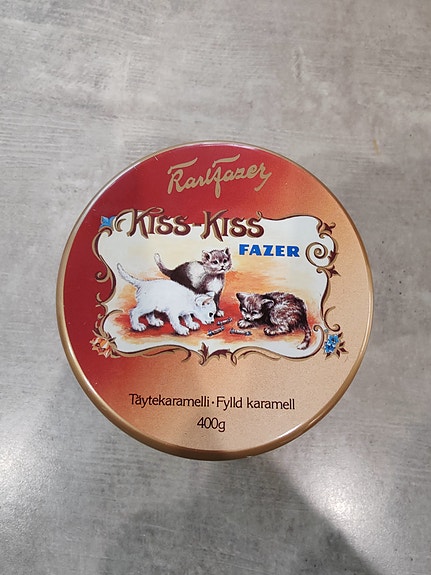 Karl Fazer
KISS-KISS
FAZER
Täytekaramelli · Fylld karamell
400g